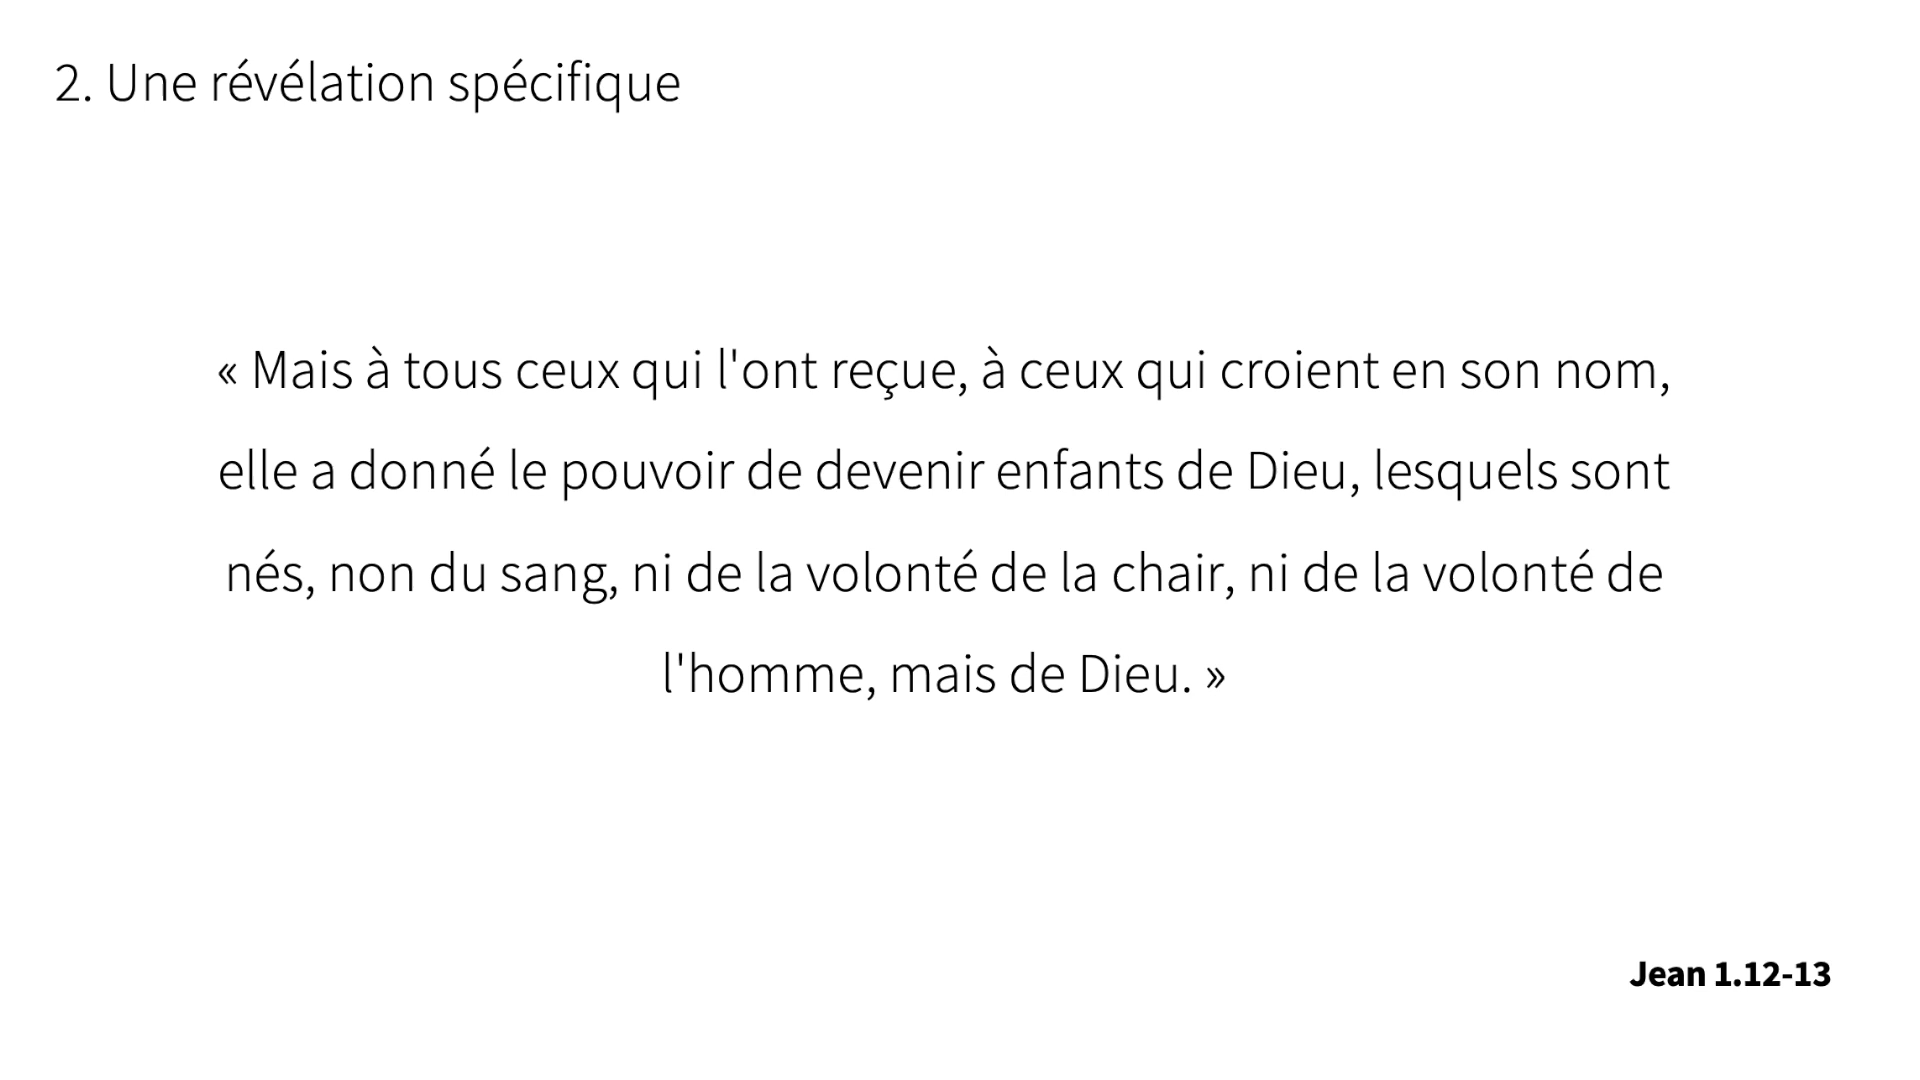 2. Une révélation spécifique
« Mais à tous ceux qui l'ont reçue, à ceux qui croient en son nom,
elle a donné le pouvoir de devenir enfants de Dieu, lesquels sont
nés, non du sang, ni de la volonté de la chair, ni de la volonté de
l'homme, mais de Dieu. »
Jean 1.12-13